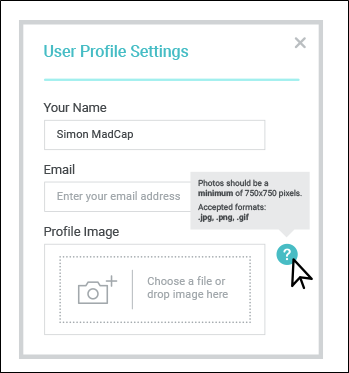 User Profile Settings
Your Name
Simon MadCap
Email
Enter your email address
Photos should be a
minimum of 750x750 pixels.
Accepted formats:
.jpg, .png, .gif
Profile Image
?
Choose a file or
drop image here